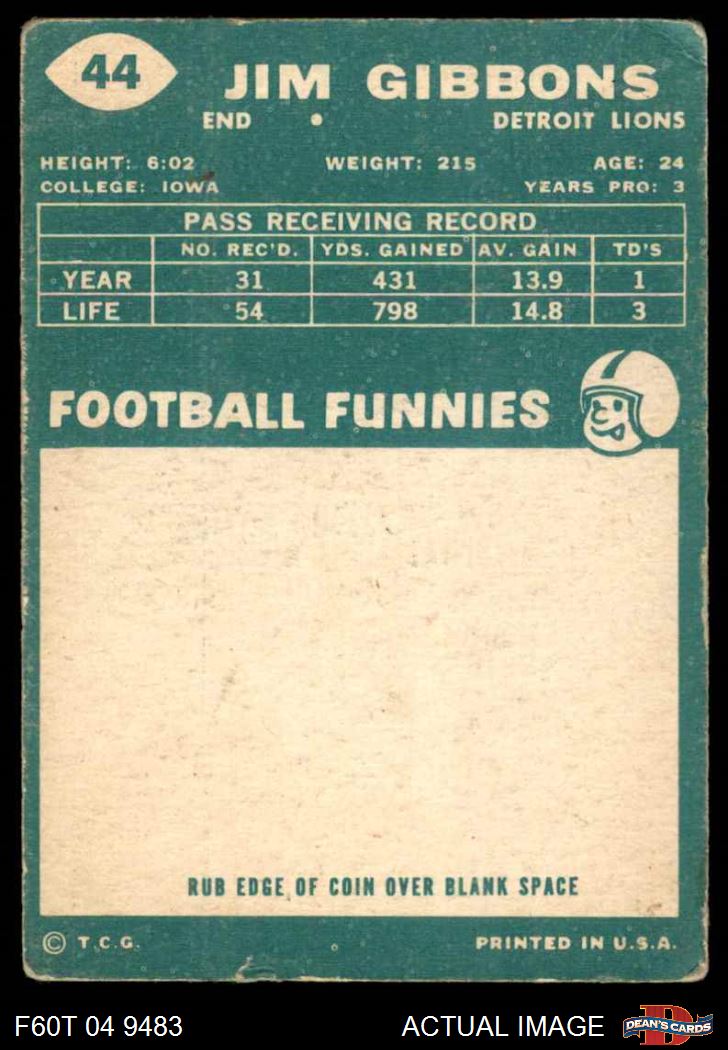 44
JIM GIBBONS
END • DETROIT LIONS
HEIGHT: 6:02 WEIGHT: 215 AGE: 24
COLLEGE: IOWA YEARS PRO: 3
PASS RECEIVING RECORD
NO. REC'D. YDS. GAINED AV. GAIN TD'S
YEAR 31 431 13.9 1
LIFE 54 798 14.8 3
FOOTBALL FUNNIES
RUB EDGE OF COIN OVER BLANK SPACE
© T.C.G. PRINTED IN U.S.A.
F60T 04 9483 ACTUAL IMAGE D DEAN'S CARDS